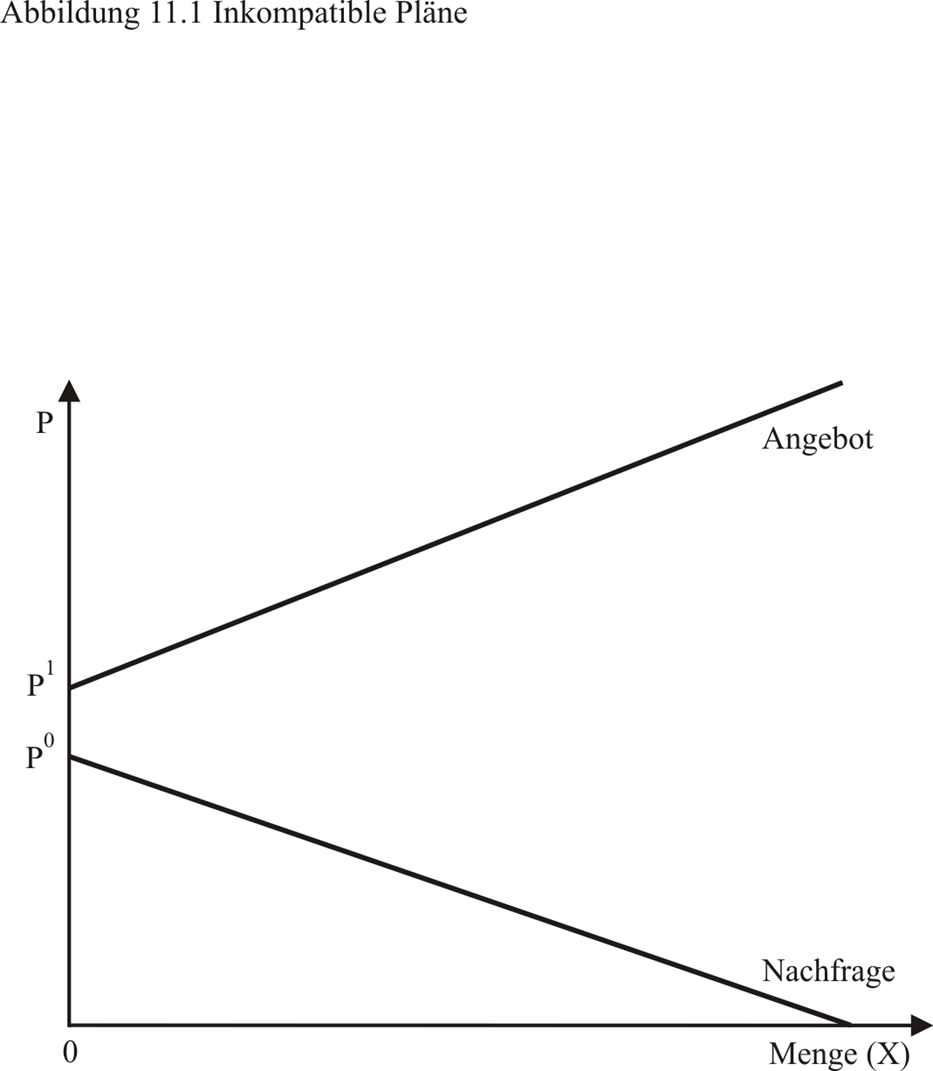 Abbildung 11.1 Inkompatible Pläne
P
Angebot
P¹
P⁰
Nachfrage
0
Menge (X)